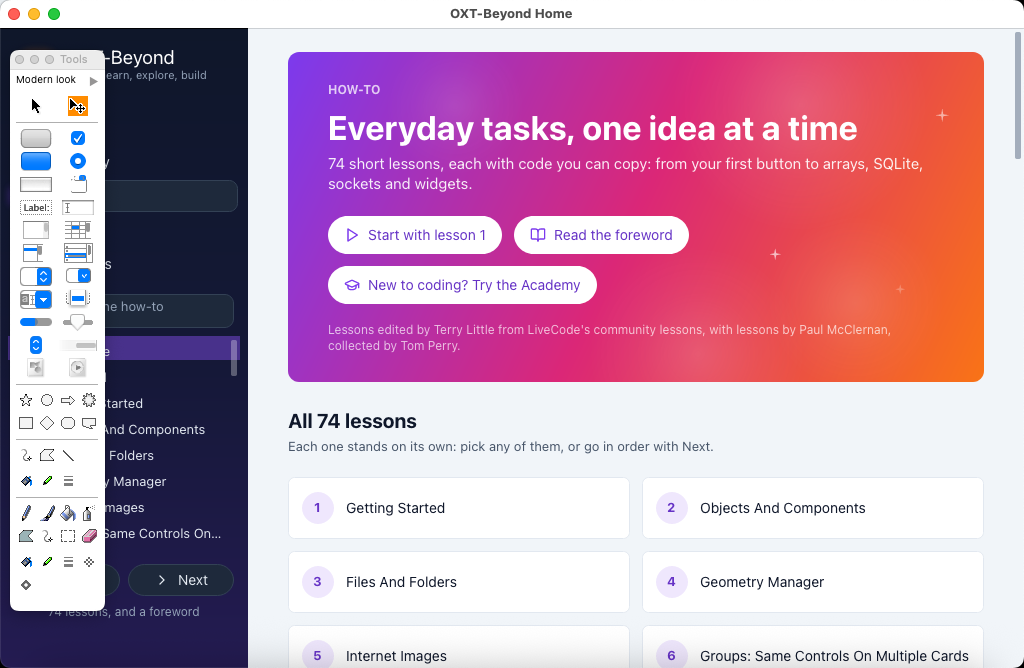 OXT-Beyond Home
Tools
Modern look
Label:
-Beyond
earn, explore, build
he how-to
Started
And Components
Folders
y Manager
mages
Same Controls On...
Next
74 lessons, and a foreword
HOW-TO
Everyday tasks, one idea at a time
74 short lessons, each with code you can copy: from your first button to arrays, SQLite,
sockets and widgets.
Start with lesson 1
Read the foreword
New to coding? Try the Academy
Lessons edited by Terry Little from LiveCode's community lessons, with lessons by Paul McClernan,
collected by Tom Perry.
All 74 lessons
Each one stands on its own: pick any of them, or go in order with Next.
1 Getting Started
2 Objects And Components
3 Files And Folders
4 Geometry Manager
5 Internet Images
6 Groups: Same Controls On Multiple Cards